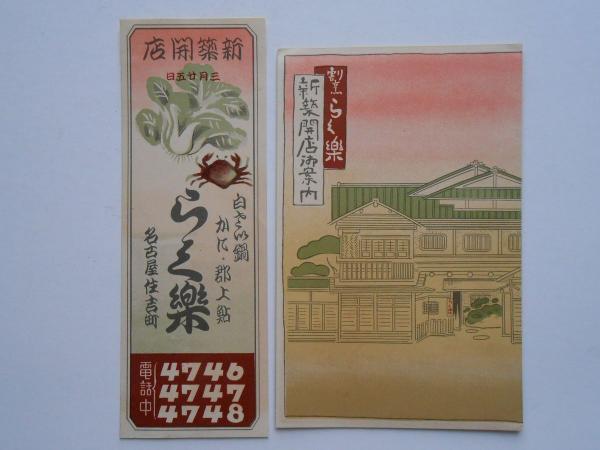 新築開店
三月廿五日
白さい鍋
かに・郡上鮎
らく樂
名古屋住吉町
電話中
4746
4747
4748
割烹
らく樂
新築開店御案内